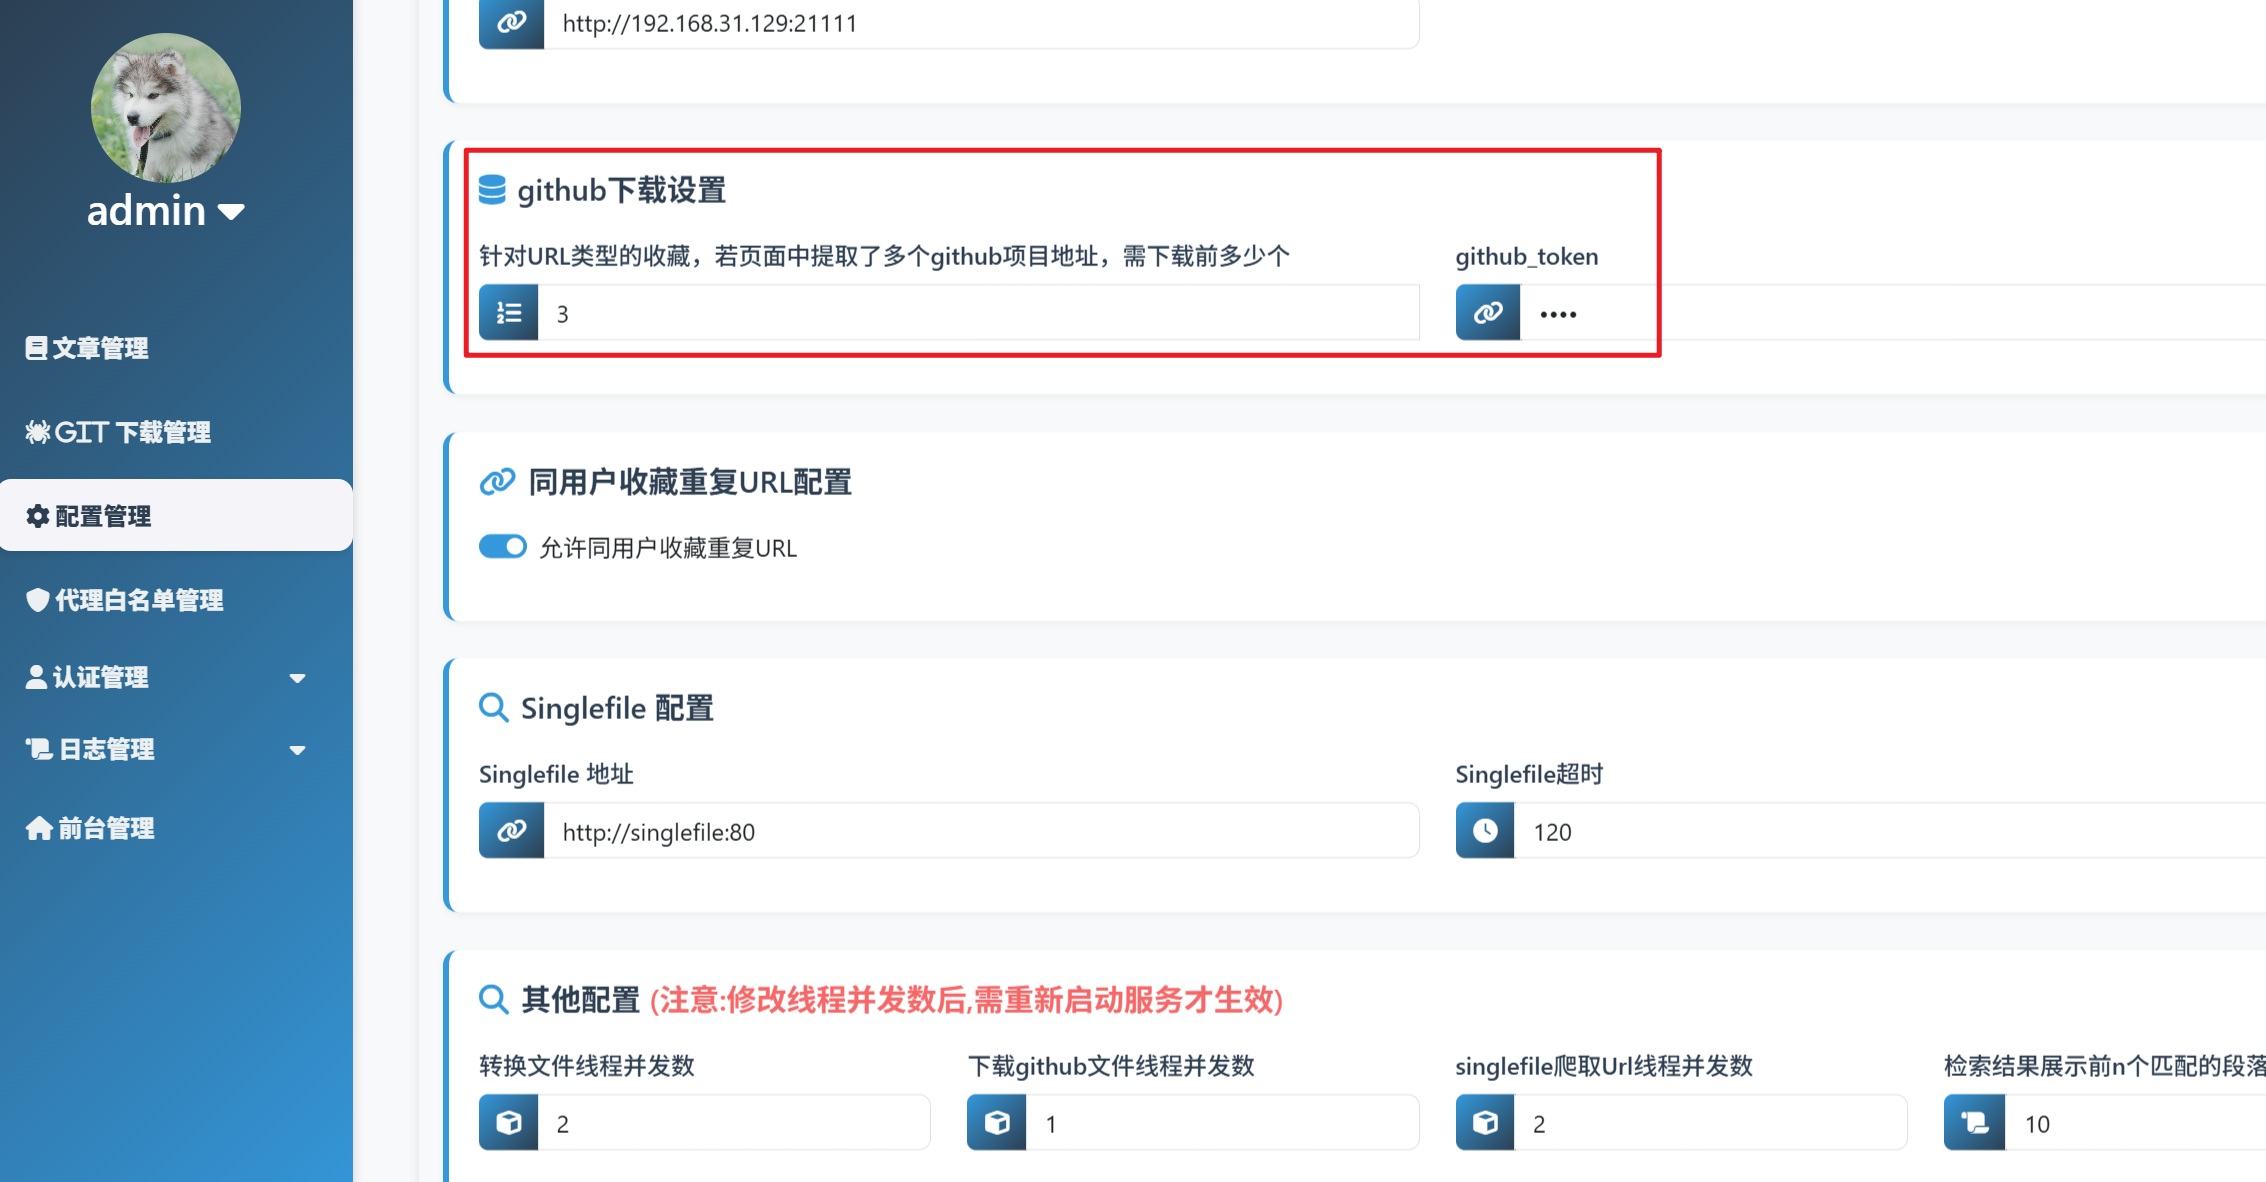 admin
文章管理
GIT 下载管理
配置管理
代理白名单管理
认证管理
日志管理
前台管理
http://192.168.31.129:21111
github下载设置
针对URL类型的收藏，若页面中提取了多个github项目地址，需下载前多少个
github_token
3
••••
同用户收藏重复URL配置
允许同用户收藏重复URL
Singlefile 配置
Singlefile 地址
Singlefile超时
http://singlefile:80
120
其他配置 (注意:修改线程并发数后,需重新启动服务才生效)
转换文件线程并发数
下载github文件线程并发数
singlefile爬取Url线程并发数
检索结果展示前n个匹配的段落
2
1
2
10